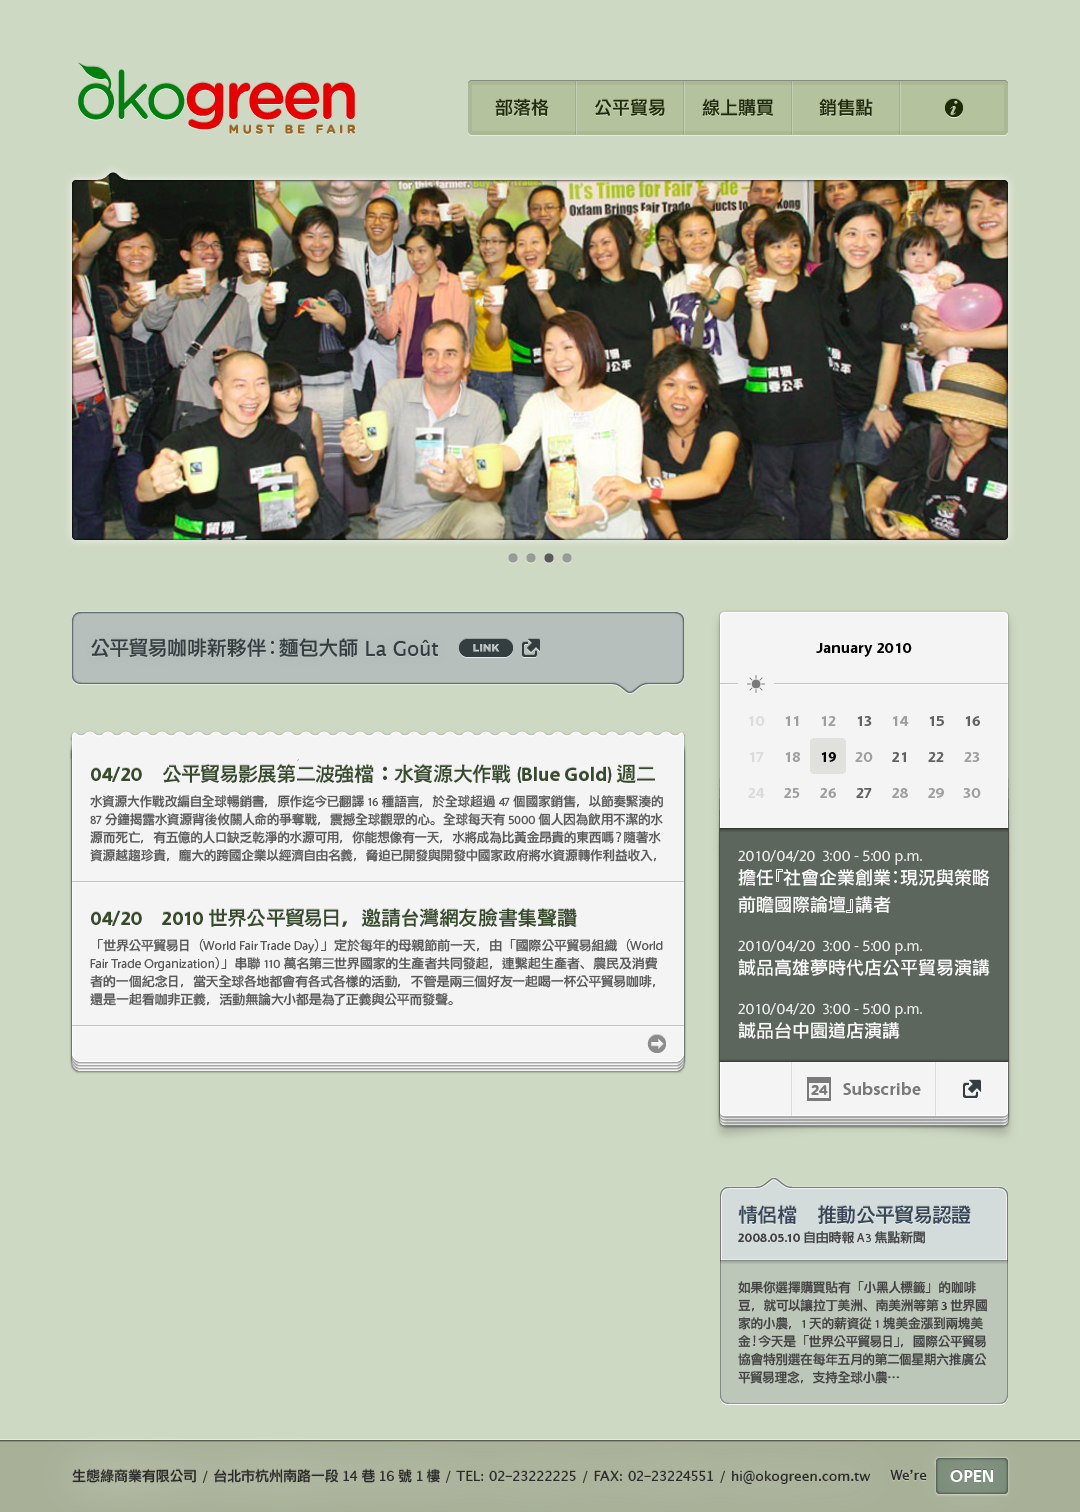 ökogreen
MUST BE FAIR
部落格
公平貿易
線上購買
銷售點
i
for this farmer.
It's Time for Fair Trade –
Oxfam Brings Fair Trade
公平貿易咖啡新夥伴：麵包大師 La Goût LINK
04/20 公平貿易影展第二波強檔：水資源大作戰 (Blue Gold) 週二
水資源大作戰改編自全球暢銷書，原作迄今已翻譯 16 種語言，於全球超過 47 個國家銷售，以節奏緊湊的
87 分鐘揭露水資源背後攸關人命的爭奪戰，震撼全球觀眾的心。全球每天有 5000 個人因為飲用不潔的水
源而死亡，有五億的人口缺乏乾淨的水源可用，你能想像有一天，水將成為比黃金昂貴的東西嗎？隨著水
資源越趨珍貴，龐大的跨國企業以經濟自由名義，脅迫已開發與開發中國家政府將水資源轉作利益收入，
04/20 2010 世界公平貿易日，邀請台灣網友臉書集聲讚
「世界公平貿易日（World Fair Trade Day）」定於每年的母親節前一天，由「國際公平貿易組織（World
Fair Trade Organization）」串聯 110 萬名第三世界國家的生產者共同發起，連繫起生產者、農民及消費
者的一個紀念日，當天全球各地都會有各式各樣的活動，不管是兩三個好友一起喝一杯公平貿易咖啡，
還是一起看咖非正義，活動無論大小都是為了正義與公平而發聲。
January 2010
10 11 12 13 14 15 16
17 18 19 20 21 22 23
24 25 26 27 28 29 30
2010/04/20 3:00 - 5:00 p.m.
擔任『社會企業創業：現況與策略
前瞻國際論壇』講者
2010/04/20 3:00 - 5:00 p.m.
誠品高雄夢時代店公平貿易演講
2010/04/20 3:00 - 5:00 p.m.
誠品台中園道店演講
24 Subscribe
情侶檔 推動公平貿易認證
2008.05.10 自由時報 A3 焦點新聞
如果你選擇購買貼有「小黑人標籤」的咖啡
豆，就可以讓拉丁美洲、南美洲等第 3 世界國
家的小農，1 天的薪資從 1 塊美金漲到兩塊美
金！今天是「世界公平貿易日」，國際公平貿易
協會特別選在每年五月的第二個星期六推廣公
平貿易理念，支持全球小農⋯
生態綠商業有限公司 / 台北市杭州南路一段 14 巷 16 號 1 樓 / TEL: 02-23222225 / FAX: 02-23224551 / hi@okogreen.com.tw We're OPEN